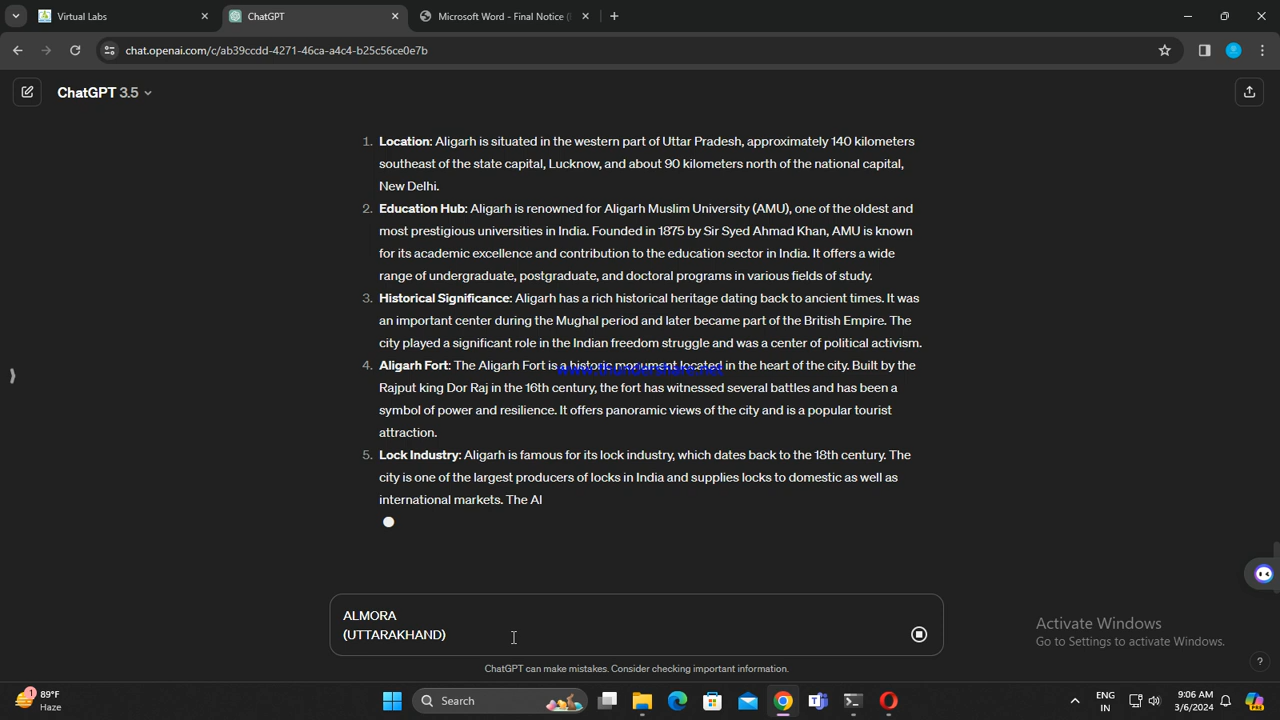 Virtual Labs
ChatGPT
Microsoft Word - Final Notice (
chat.openai.com/c/ab39ccdd-4271-46ca-a4c4-b25c56ce0e7b
ChatGPT 3.5
1. Location: Aligarh is situated in the western part of Uttar Pradesh, approximately 140 kilometers
southeast of the state capital, Lucknow, and about 90 kilometers north of the national capital,
New Delhi.
2. Education Hub: Aligarh is renowned for Aligarh Muslim University (AMU), one of the oldest and
most prestigious universities in India. Founded in 1875 by Sir Syed Ahmad Khan, AMU is known
for its academic excellence and contribution to the education sector in India. It offers a wide
range of undergraduate, postgraduate, and doctoral programs in various fields of study.
3. Historical Significance: Aligarh has a rich historical heritage dating back to ancient times. It was
an important center during the Mughal period and later became part of the British Empire. The
city played a significant role in the Indian freedom struggle and was a center of political activism.
4. Aligarh Fort: The Aligarh Fort is a historic monument located in the heart of the city. Built by the
Rajput king Dor Raj in the 16th century, the fort has witnessed several battles and has been a
symbol of power and resilience. It offers panoramic views of the city and is a popular tourist
attraction.
5. Lock Industry: Aligarh is famous for its lock industry, which dates back to the 18th century. The
city is one of the largest producers of locks in India and supplies locks to domestic as well as
international markets. The Al
ALMORA
(UTTARAKHAND)
Activate Windows
Go to Settings to activate Windows.
ChatGPT can make mistakes. Consider checking important information.
?
1
89°F
Haze
Search
ENG
IN
9:06 AM
3/6/2024